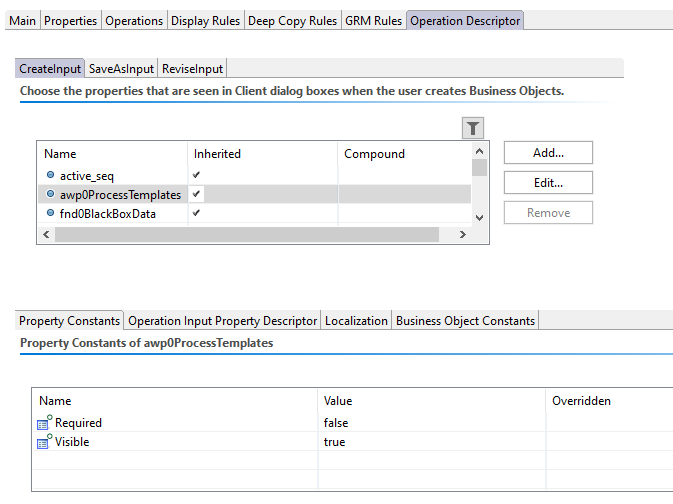 Main Properties Operations Display Rules Deep Copy Rules GRM Rules Operation Descriptor
CreateInput SaveAsInput ReviseInput
Choose the properties that are seen in Client dialog boxes when the user creates Business Objects.
Name Inherited Compound
active_seq
awp0ProcessTemplates
fnd0BlackBoxData
Add...
Edit...
Remove
Property Constants Operation Input Property Descriptor Localization Business Object Constants
Property Constants of awp0ProcessTemplates
Name Value Overridden
Required false
Visible true